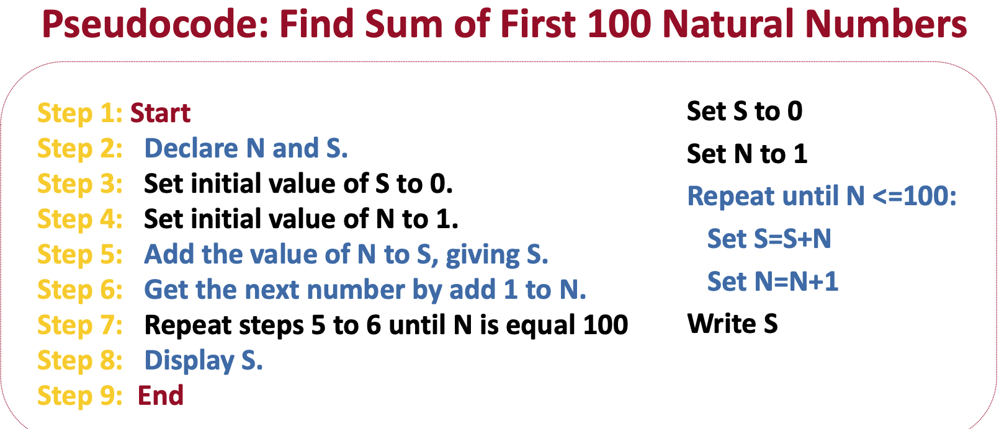 Pseudocode: Find Sum of First 100 Natural Numbers
Step 1: Start
Step 2: Declare N and S.
Step 3: Set initial value of S to 0.
Step 4: Set initial value of N to 1.
Step 5: Add the value of N to S, giving S.
Step 6: Get the next number by add 1 to N.
Step 7: Repeat steps 5 to 6 until N is equal 100
Step 8: Display S.
Step 9: End
Set S to 0
Set N to 1
Repeat until N <=100:
Set S=S+N
Set N=N+1
Write S